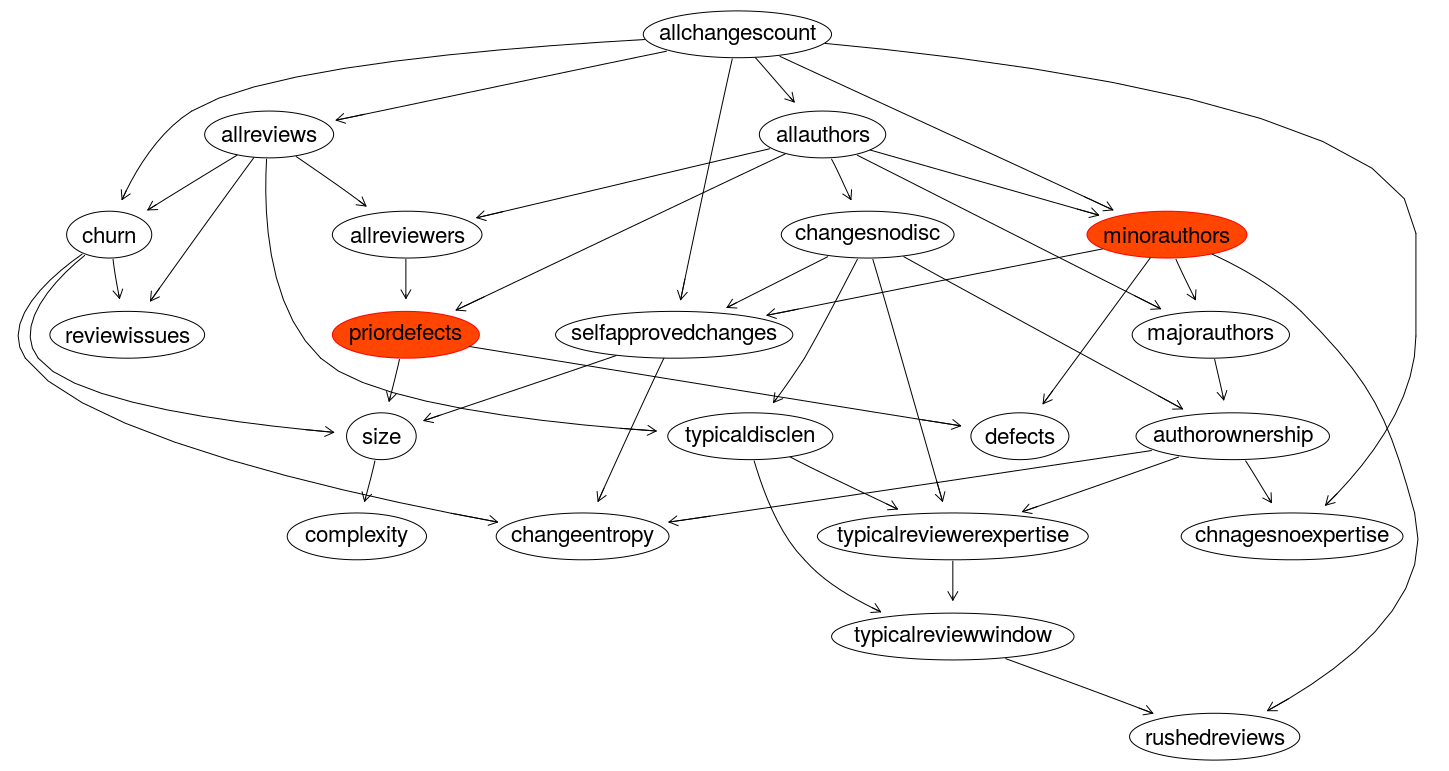 allchangescount
allreviews
allauthors
churn
allreviewers
changesnodisc
minorauthors
reviewissues
priordefects
selfapprovedchanges
majorauthors
size
typicaldisclen
defects
authorownership
complexity
changeentropy
typicalreviewerexpertise
chnagesnoexpertise
typicalreviewwindow
rushedreviews